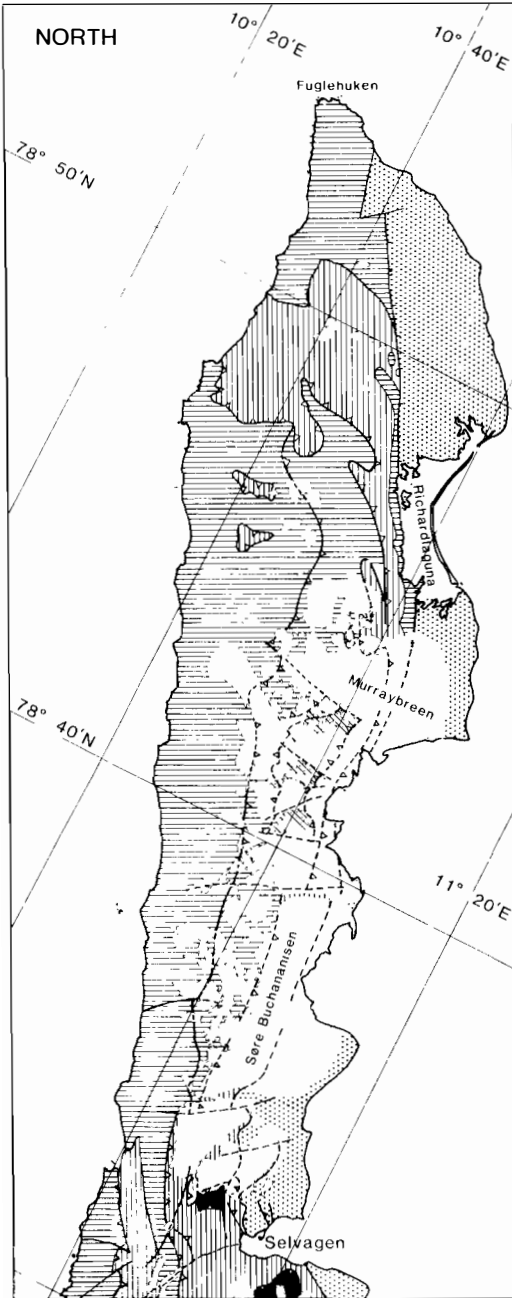 NORTH
10° 20'E
10° 40'E
Fuglehuken
78° 50'N
Richardlaguna
Murraybreen
78° 40'N
11° 20'E
Søre Buchananisen
Selvagen